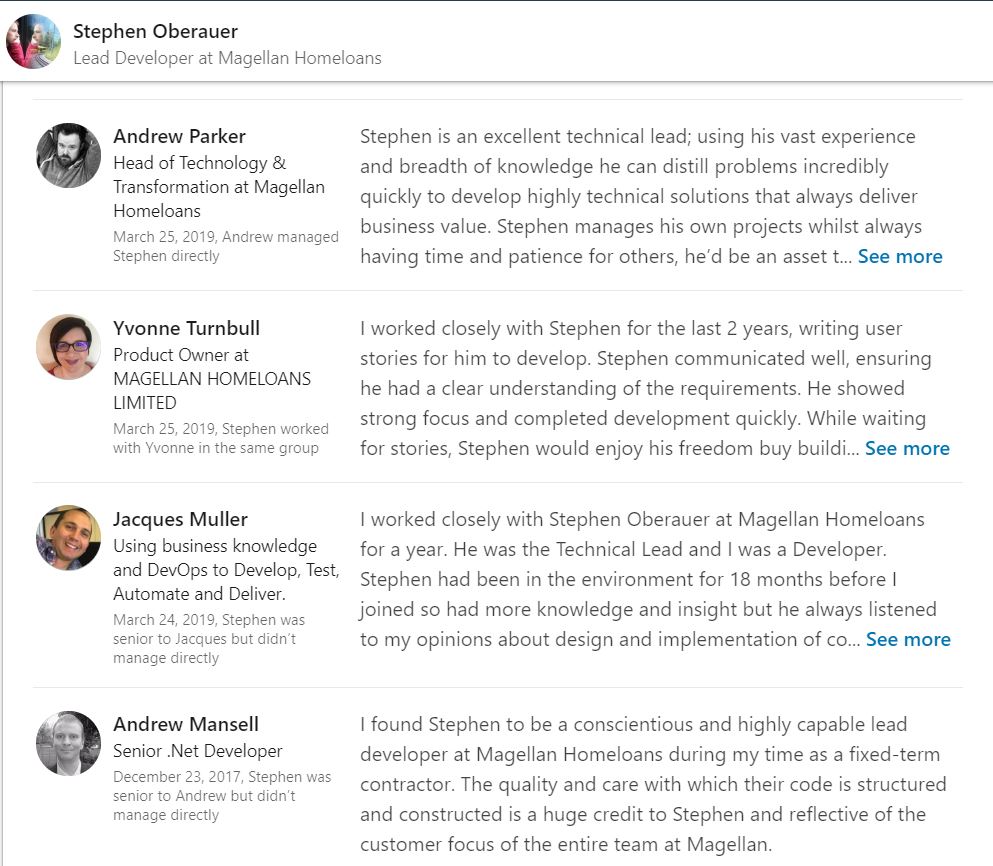 Stephen Oberauer
Lead Developer at Magellan Homeloans
Andrew Parker
Head of Technology &
Transformation at Magellan
Homeloans
March 25, 2019, Andrew managed
Stephen directly
Stephen is an excellent technical lead; using his vast experience
and breadth of knowledge he can distill problems incredibly
quickly to develop highly technical solutions that always deliver
business value. Stephen manages his own projects whilst always
having time and patience for others, he’d be an asset t... See more
Yvonne Turnbull
Product Owner at
MAGELLAN HOMELOANS
LIMITED
March 25, 2019, Stephen worked
with Yvonne in the same group
I worked closely with Stephen for the last 2 years, writing user
stories for him to develop. Stephen communicated well, ensuring
he had a clear understanding of the requirements. He showed
strong focus and completed development quickly. While waiting
for stories, Stephen would enjoy his freedom buy buildi... See more
Jacques Muller
Using business knowledge
and DevOps to Develop, Test,
Automate and Deliver.
March 24, 2019, Stephen was
senior to Jacques but didn’t
manage directly
I worked closely with Stephen Oberauer at Magellan Homeloans
for a year. He was the Technical Lead and I was a Developer.
Stephen had been in the environment for 18 months before I
joined so had more knowledge and insight but he always listened
to my opinions about design and implementation of co... See more
Andrew Mansell
Senior .Net Developer
December 23, 2017, Stephen was
senior to Andrew but didn’t
manage directly
I found Stephen to be a conscientious and highly capable lead
developer at Magellan Homeloans during my time as a fixed-term
contractor. The quality and care with which their code is structured
and constructed is a huge credit to Stephen and reflective of the
customer focus of the entire team at Magellan.